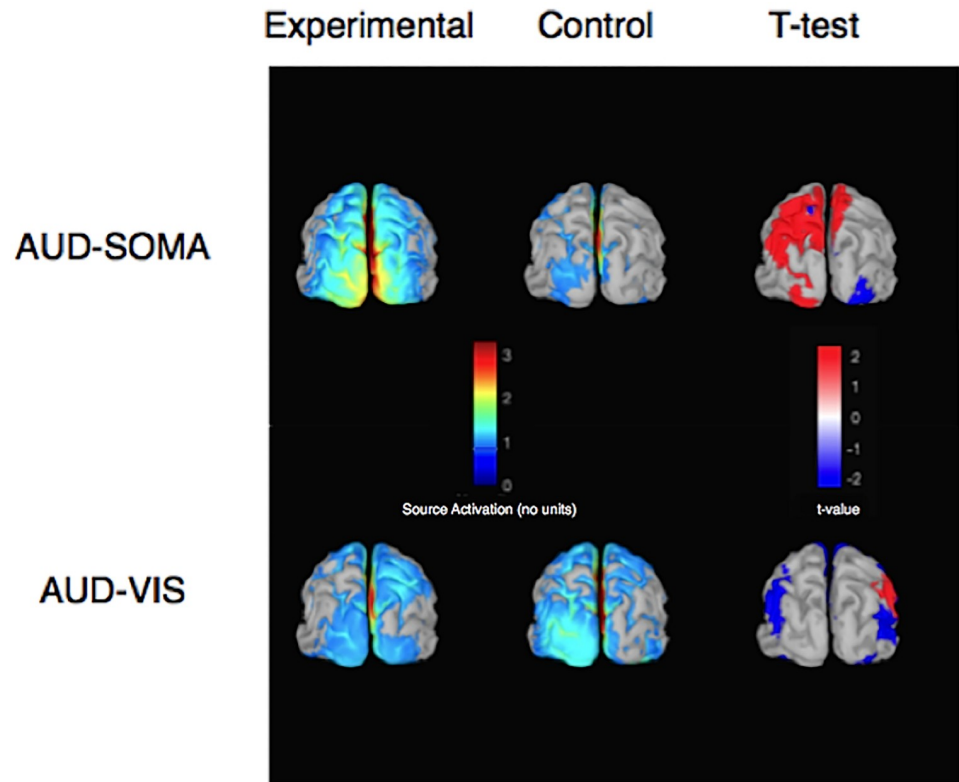 Experimental Control T-test
AUD-SOMA
3
2
1
0
2
1
0
-1
-2
Source Activation (no units)
t-value
AUD-VIS